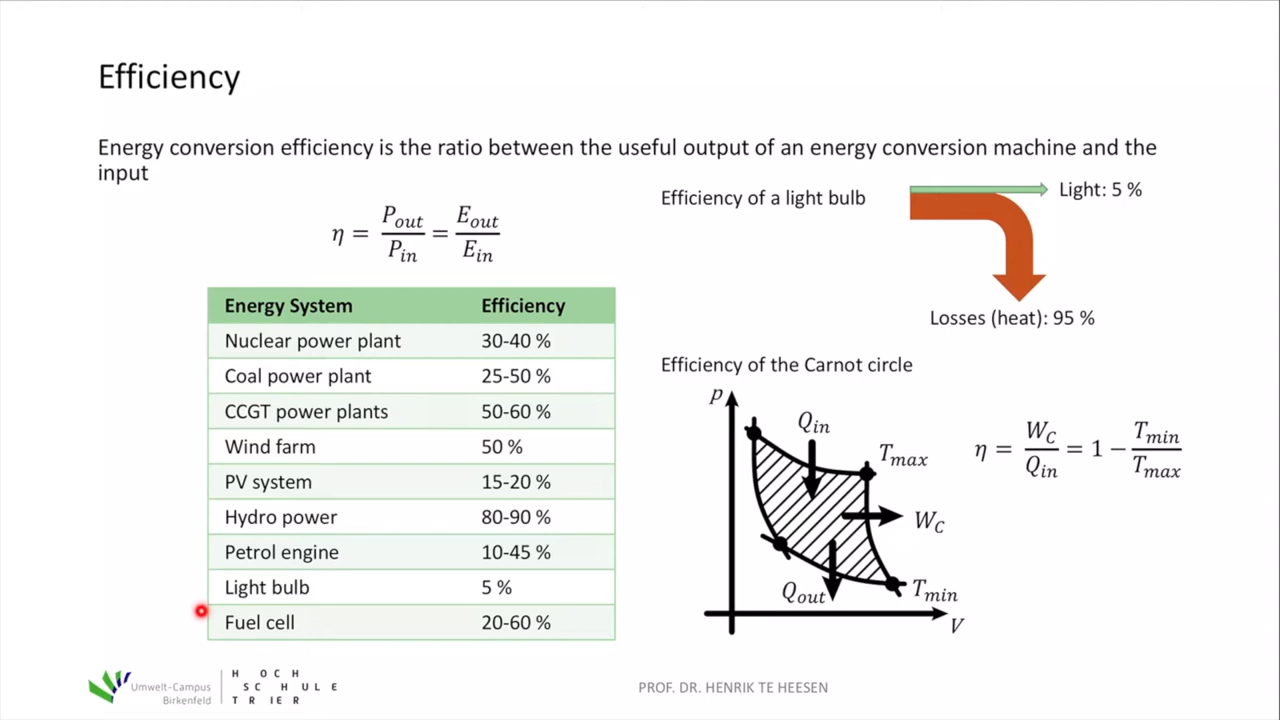 Efficiency
Energy conversion efficiency is the ratio between the useful output of an energy conversion machine and the
input
η = P_out / P_in = E_out / E_in
Efficiency of a light bulb
Light: 5 %
Losses (heat): 95 %
Energy System Efficiency
Nuclear power plant 30-40 %
Coal power plant 25-50 %
CCGT power plants 50-60 %
Wind farm 50 %
PV system 15-20 %
Hydro power 80-90 %
Petrol engine 10-45 %
Light bulb 5 %
Fuel cell 20-60 %
Efficiency of the Carnot circle
p
Q_in
T_max
W_C
Q_out
T_min
V
η = W_C / Q_in = 1 − T_min / T_max
Umwelt-Campus
Birkenfeld
HOCH
SCHULE
TRIER
PROF. DR. HENRIK TE HEESEN